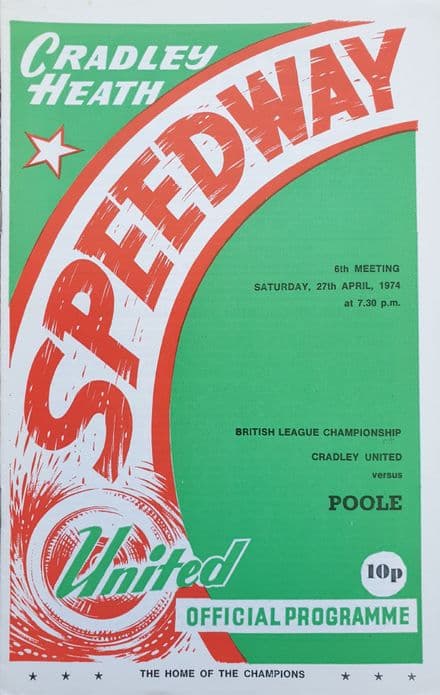 CRADLEY
HEATH
SPEEDWAY
6th MEETING
SATURDAY, 27th APRIL, 1974
at 7.30 p.m.
BRITISH LEAGUE CHAMPIONSHIP
CRADLEY UNITED
versus
POOLE
United
10p
OFFICIAL PROGRAMME
THE HOME OF THE CHAMPIONS